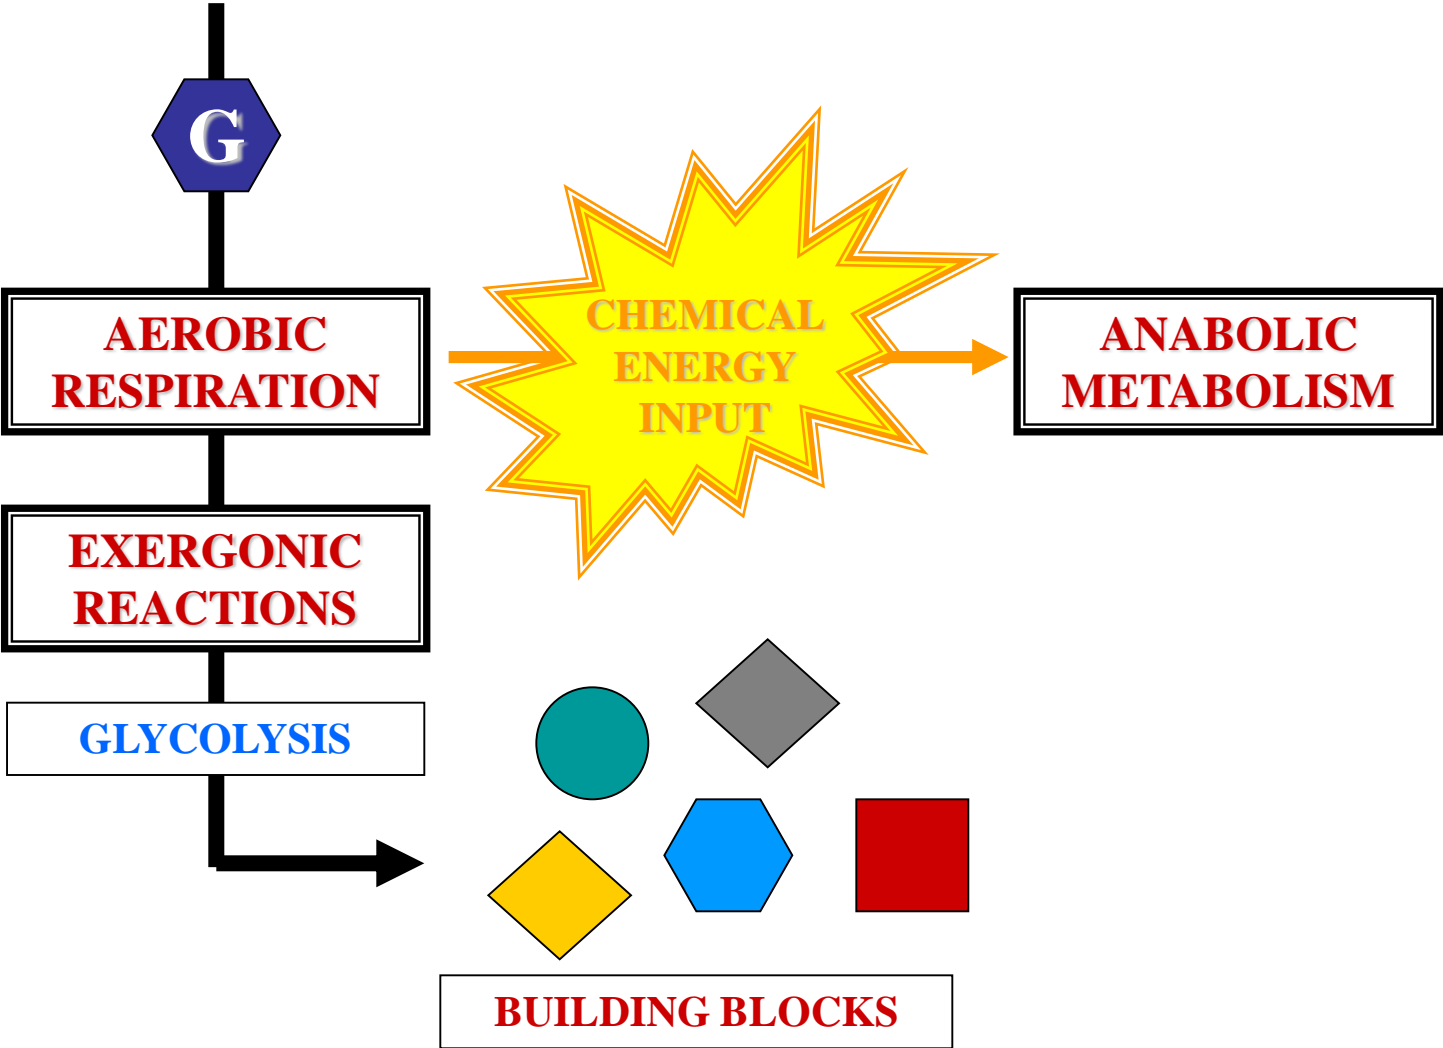 G
AEROBIC
RESPIRATION
CHEMICAL
ENERGY
INPUT
ANABOLIC
METABOLISM
EXERGONIC
REACTIONS
GLYCOLYSIS
BUILDING BLOCKS